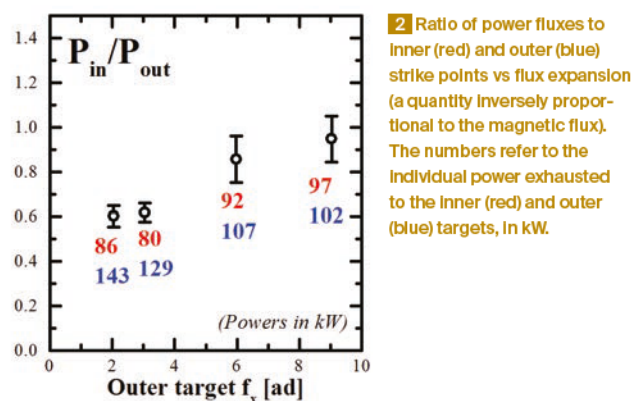 1.4
1.2
1.0
0.8
0.6
0.4
0.2
0.0
P_in/P_out
86 80 92 97
143 129 107 102
(Powers in kW)
0 2 4 6 8 10
Outer target f_x [ad]
2 Ratio of power fluxes to
inner (red) and outer (blue)
strike points vs flux expansion
(a quantity inversely propor-
tional to the magnetic flux).
The numbers refer to the
individual power exhausted
to the inner (red) and outer
(blue) targets, in kW.